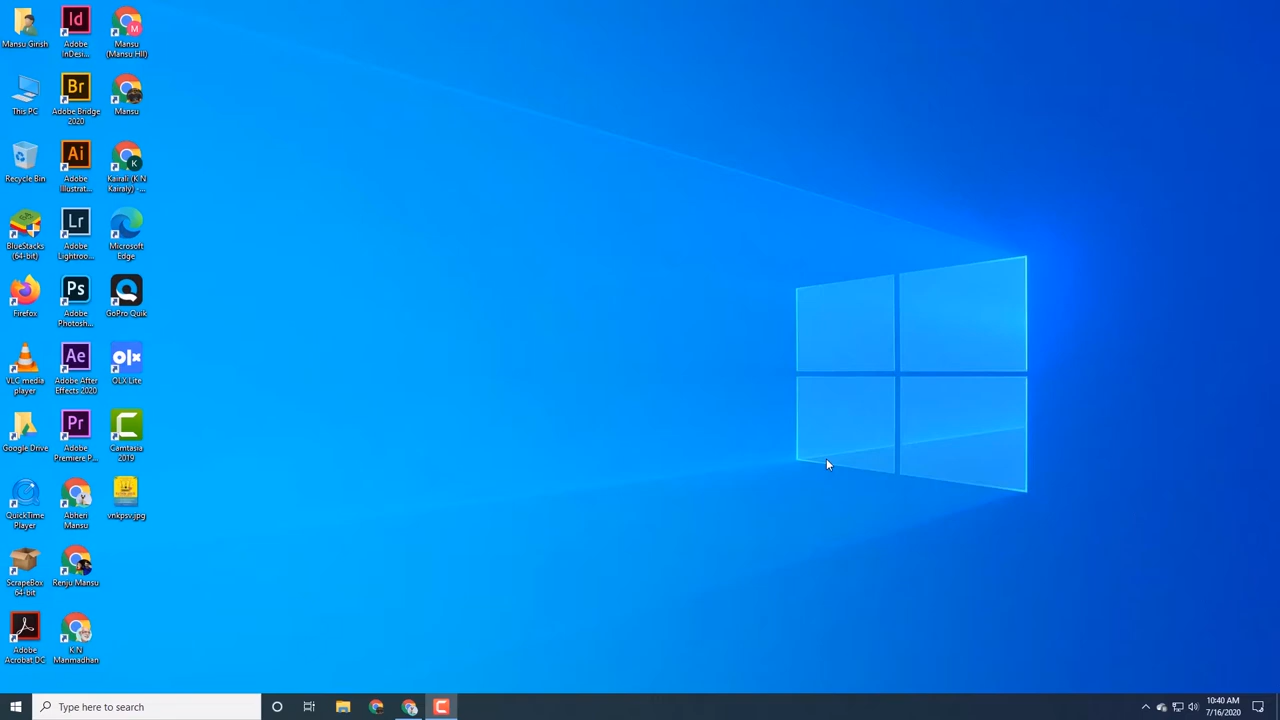 Mansu Girish
This PC
Recycle Bin
BlueStacks
(64-bit)
Firefox
VLC media
player
Google Drive
QuickTime
Player
ScrapeBox
64-bit
Adobe
Acrobat DC
Id
Adobe
InDesi...
Br
Adobe Bridge
2020
Ai
Adobe
Illustrat...
Lr
Adobe
Lightroo...
Ps
Adobe
Photosh...
Ae
Adobe After
Effects 2020
Pr
Adobe
Premiere P...
Abheri
Mansu
Renju Mansu
K N
Manmadhan
M
Mansu
(Mansu HII)
Mansu
K
Kairali (K N
Kairaly) -...
Microsoft
Edge
GoPro Quik
olx
OLX Lite
C
Camtasia
2019
vnkpsv.jpg
Type here to search
C
10:40 AM
7/16/2020